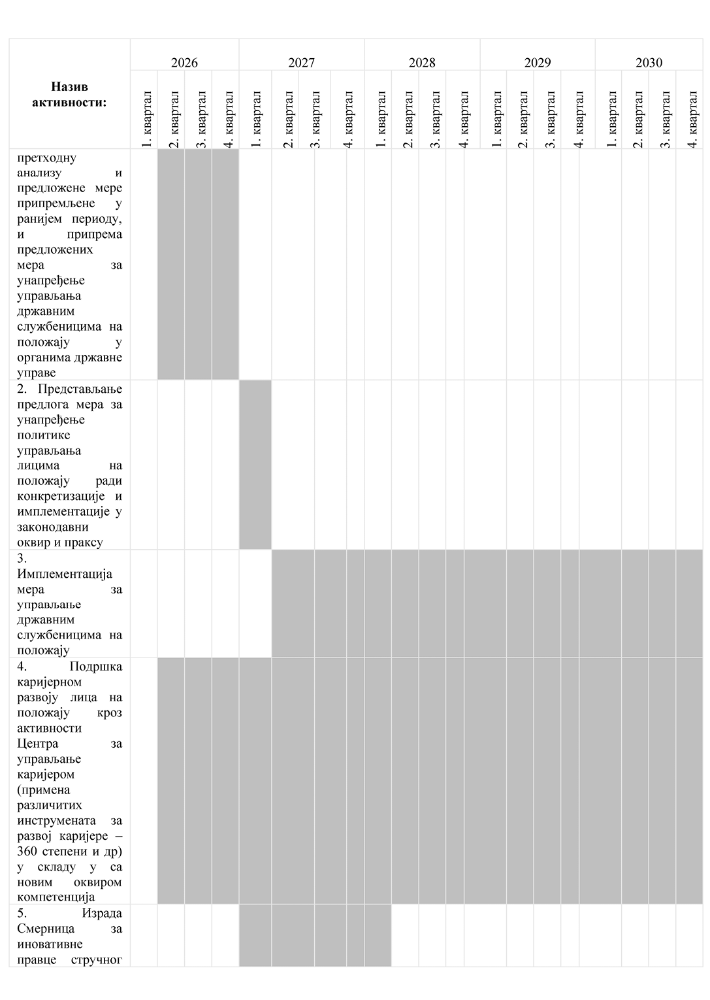 2026 2027 2028 2029 2030
Назив
активности:
1. квартал 2. квартал 3. квартал 4. квартал 1. квартал 2. квартал 3. квартал 4. квартал 1. квартал 2. квартал 3. квартал 4. квартал 1. квартал 2. квартал 3. квартал 4. квартал 1. квартал 2. квартал 3. квартал 4. квартал
претходну
анализу и
предложене мере
припремљене у
ранијем периоду,
и припрема
предложених
мера за
унапређење
управљања
државним
службеницима на
положају у
органима државне
управе
2. Представљање
предлога мера за
унапређење
политике
управљања
лицима на
положају ради
конкретизације и
имплементације у
законодавни
оквир и праксу
3.
Имплементација
мера за
управљање
државним
службеницима на
положају
4. Подршка
каријерном
развоју лица на
положају кроз
активности
Центра за
управљање
каријером
(примена
различитих
инструмената за
развој каријере –
360 степени и др)
у складу у са
новим оквиром
компетенција
5. Израда
Смерница за
иновативне
правце стручног